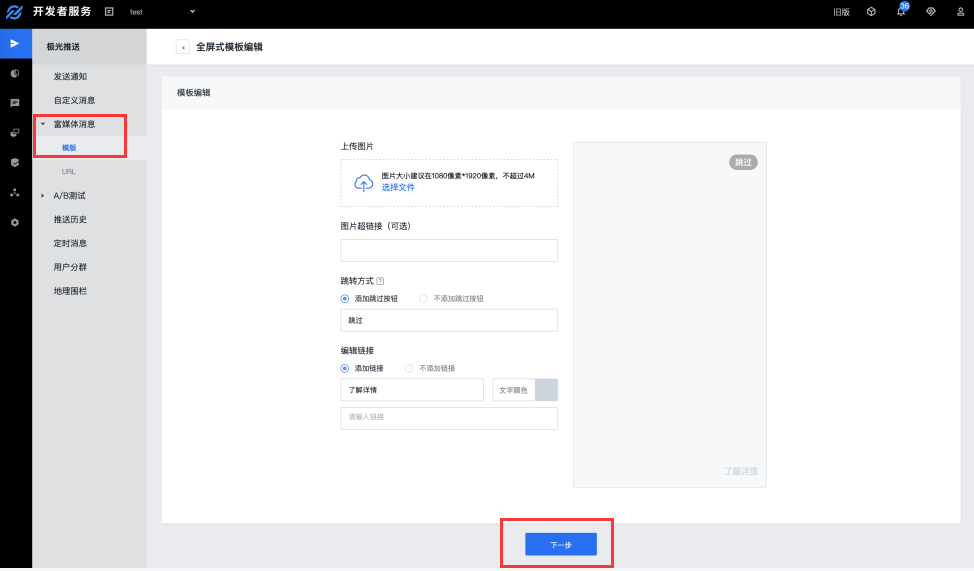 开发者服务
test
旧版
36
极光推送
全屏式模板编辑
发送通知
自定义消息
富媒体消息
模版
URL
A/B测试
推送历史
定时消息
用户分群
地理围栏
模板编辑
上传图片
图片大小建议在1080像素*1920像素，不超过4M
选择文件
图片超链接（可选）
跳转方式 ?
添加跳过按钮
不添加跳过按钮
跳过
编辑链接
添加链接
不添加链接
了解详情
文字颜色
请输入链接
跳过
了解详情
下一步